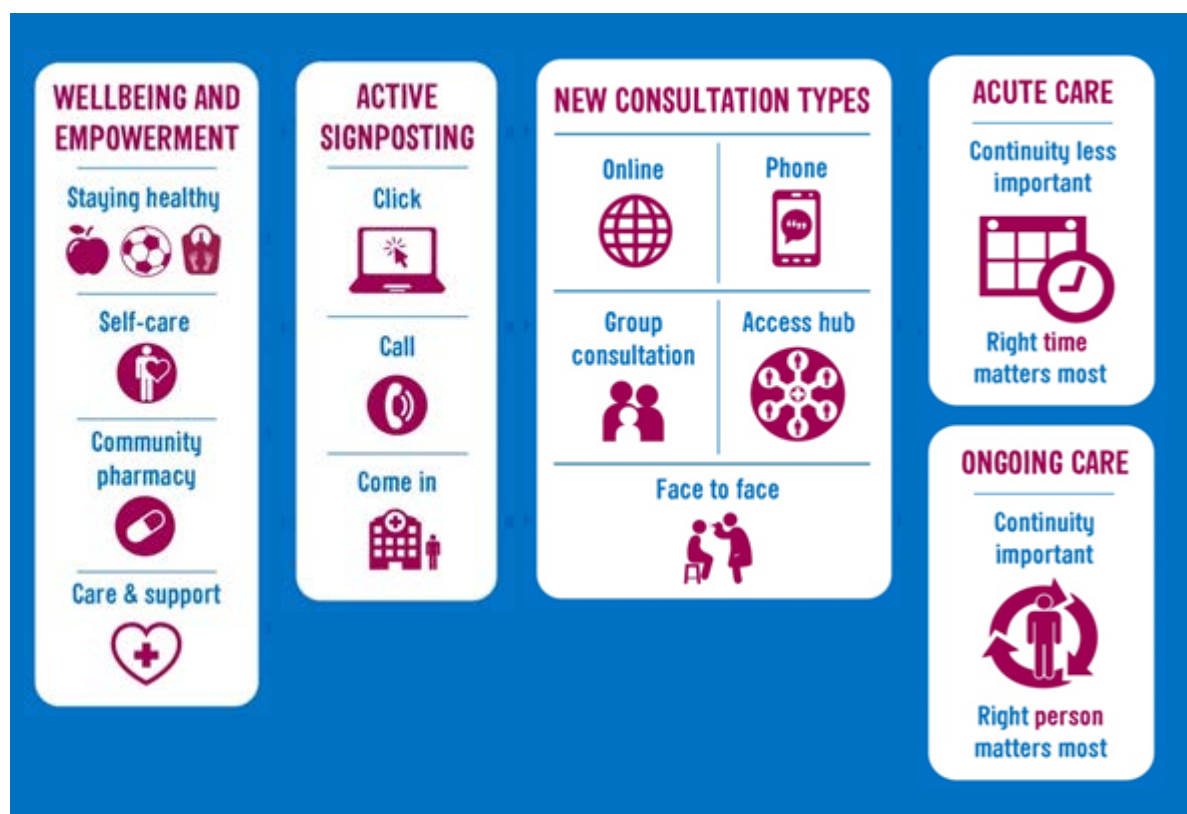 WELLBEING AND
EMPOWERMENT
Staying healthy
Self-care
Community
pharmacy
Care & support
ACTIVE
SIGNPOSTING
Click
Call
Come in
NEW CONSULTATION TYPES
Online
Phone
Group
consultation
Access hub
Face to face
ACUTE CARE
Continuity less
important
Right time
matters most
ONGOING CARE
Continuity
important
Right person
matters most